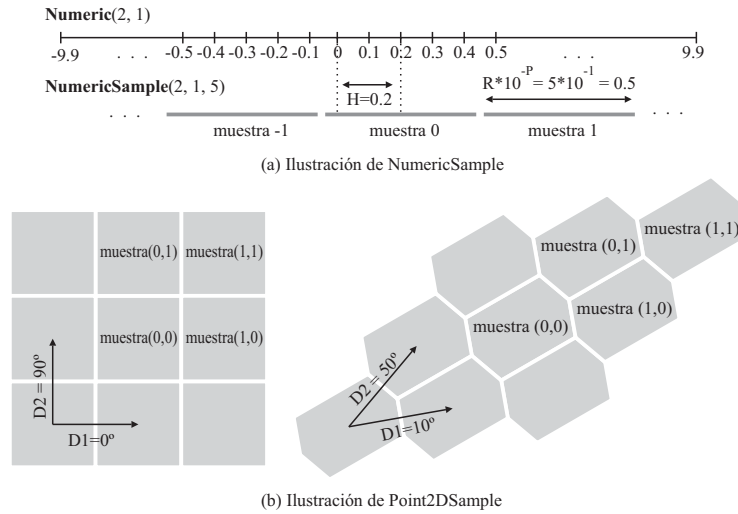 Numeric(2, 1)
-9.9 . . . -0.5 -0.4 -0.3 -0.2 -0.1 0 0.1 0.2 0.3 0.4 0.5 . . . 9.9
NumericSample(2, 1, 5)
H=0.2
R*10^-P = 5*10^-1 = 0.5
. . . muestra -1 muestra 0 muestra 1 . . .
(a) Ilustración de NumericSample
muestra(0,1) muestra(1,1)
muestra(0,0) muestra(1,0)
D2 = 90º
D1=0º
muestra (0,1) muestra (1,1)
muestra (0,0) muestra (1,0)
D2 = 50º
D1=10º
(b) Ilustración de Point2DSample